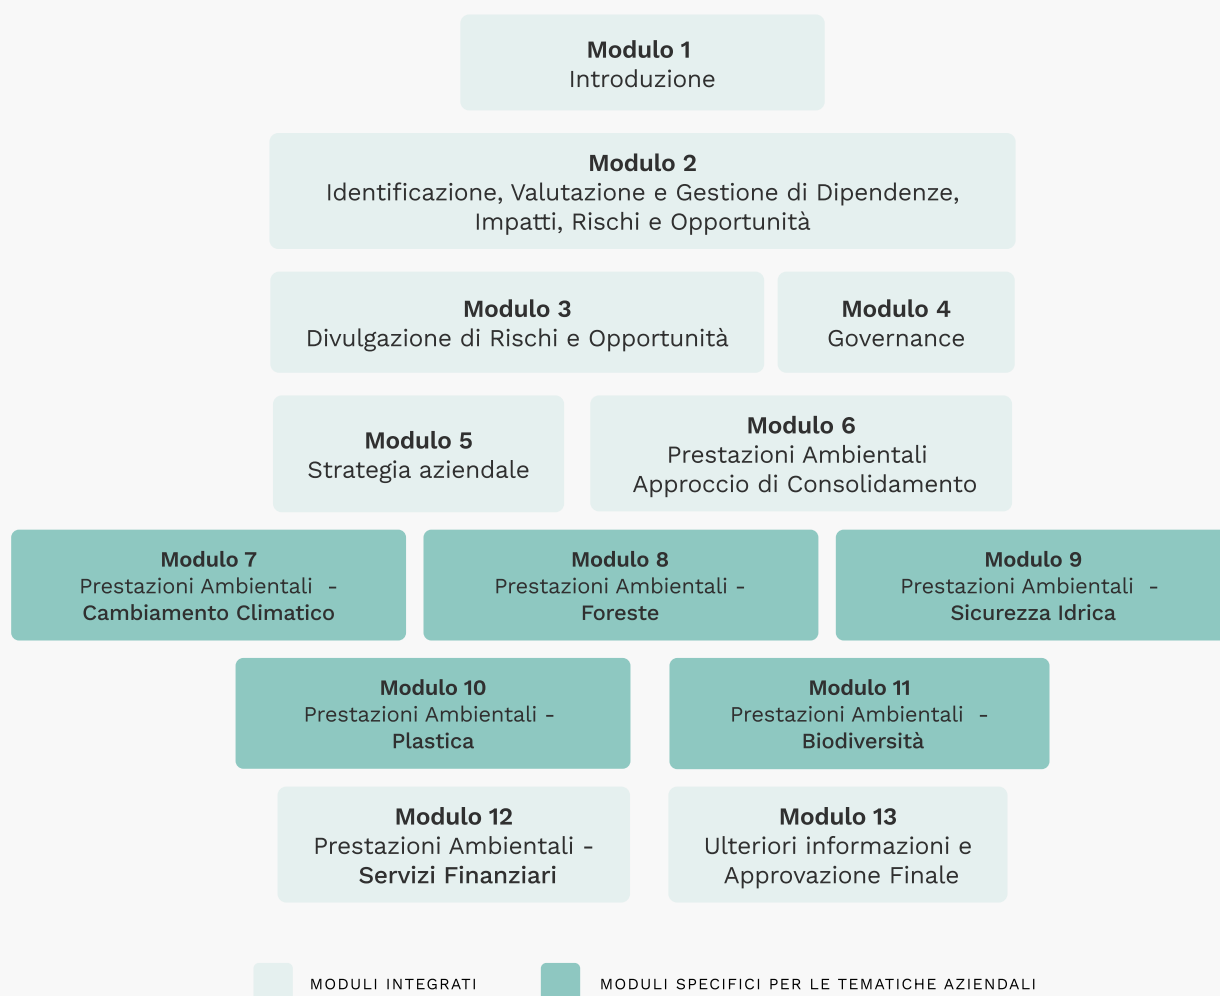 Modulo 1
Introduzione
Modulo 2
Identificazione, Valutazione e Gestione di Dipendenze,
Impatti, Rischi e Opportunità
Modulo 3
Divulgazione di Rischi e Opportunità
Modulo 4
Governance
Modulo 5
Strategia aziendale
Modulo 6
Prestazioni Ambientali
Approccio di Consolidamento
Modulo 7
Prestazioni Ambientali -
Cambiamento Climatico
Modulo 8
Prestazioni Ambientali -
Foreste
Modulo 9
Prestazioni Ambientali -
Sicurezza Idrica
Modulo 10
Prestazioni Ambientali -
Plastica
Modulo 11
Prestazioni Ambientali -
Biodiversità
Modulo 12
Prestazioni Ambientali -
Servizi Finanziari
Modulo 13
Ulteriori informazioni e
Approvazione Finale
MODULI INTEGRATI
MODULI SPECIFICI PER LE TEMATICHE AZIENDALI